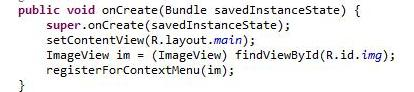 public void onCreate(Bundle savedInstanceState) {
super.onCreate(savedInstanceState);
setContentView(R.layout.main);
ImageView im = (ImageView) findViewById(R.id.img);
registerForContextMenu(im);
}